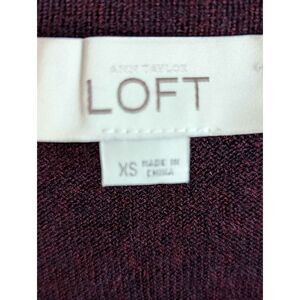 ANN TAYLOR
LOFT
XS MADE IN
CHINA